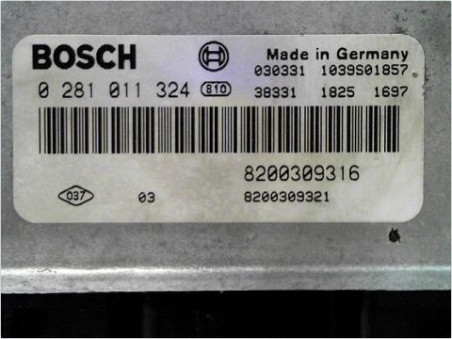 BOSCH Made in Germany
030331 1039S01857
0 281 011 324 810 38331 1825 1697
8200309316
037 03 8200309321